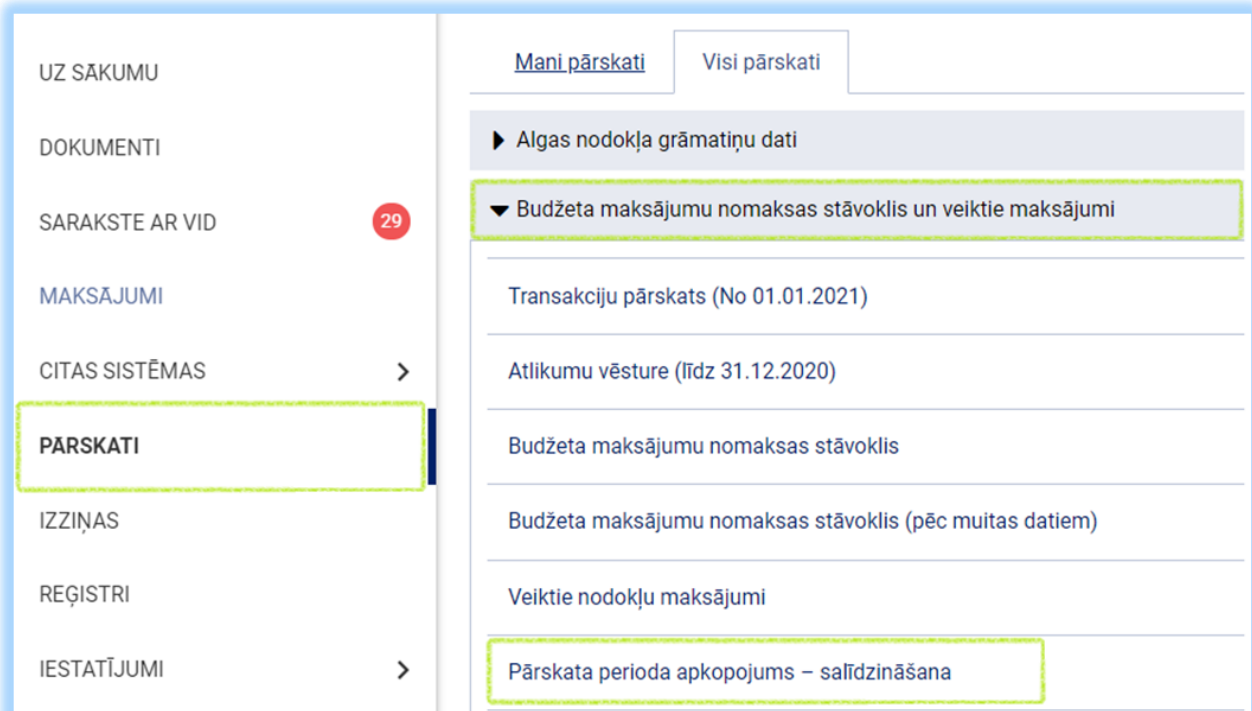 UZ SĀKUMU
DOKUMENTI
SARAKSTE AR VID
29
MAKSĀJUMI
CITAS SISTĒMAS
PĀRSKATI
IZZIŅAS
REĢISTRI
IESTATĪJUMI
Mani pārskati
Visi pārskati
Algas nodokļa grāmatiņu dati
Budžeta maksājumu nomaksas stāvoklis un veiktie maksājumi
Transakciju pārskats (No 01.01.2021)
Atlikumu vēsture (līdz 31.12.2020)
Budžeta maksājumu nomaksas stāvoklis
Budžeta maksājumu nomaksas stāvoklis (pēc muitas datiem)
Veiktie nodokļu maksājumi
Pārskata perioda apkopojums – salīdzināšana